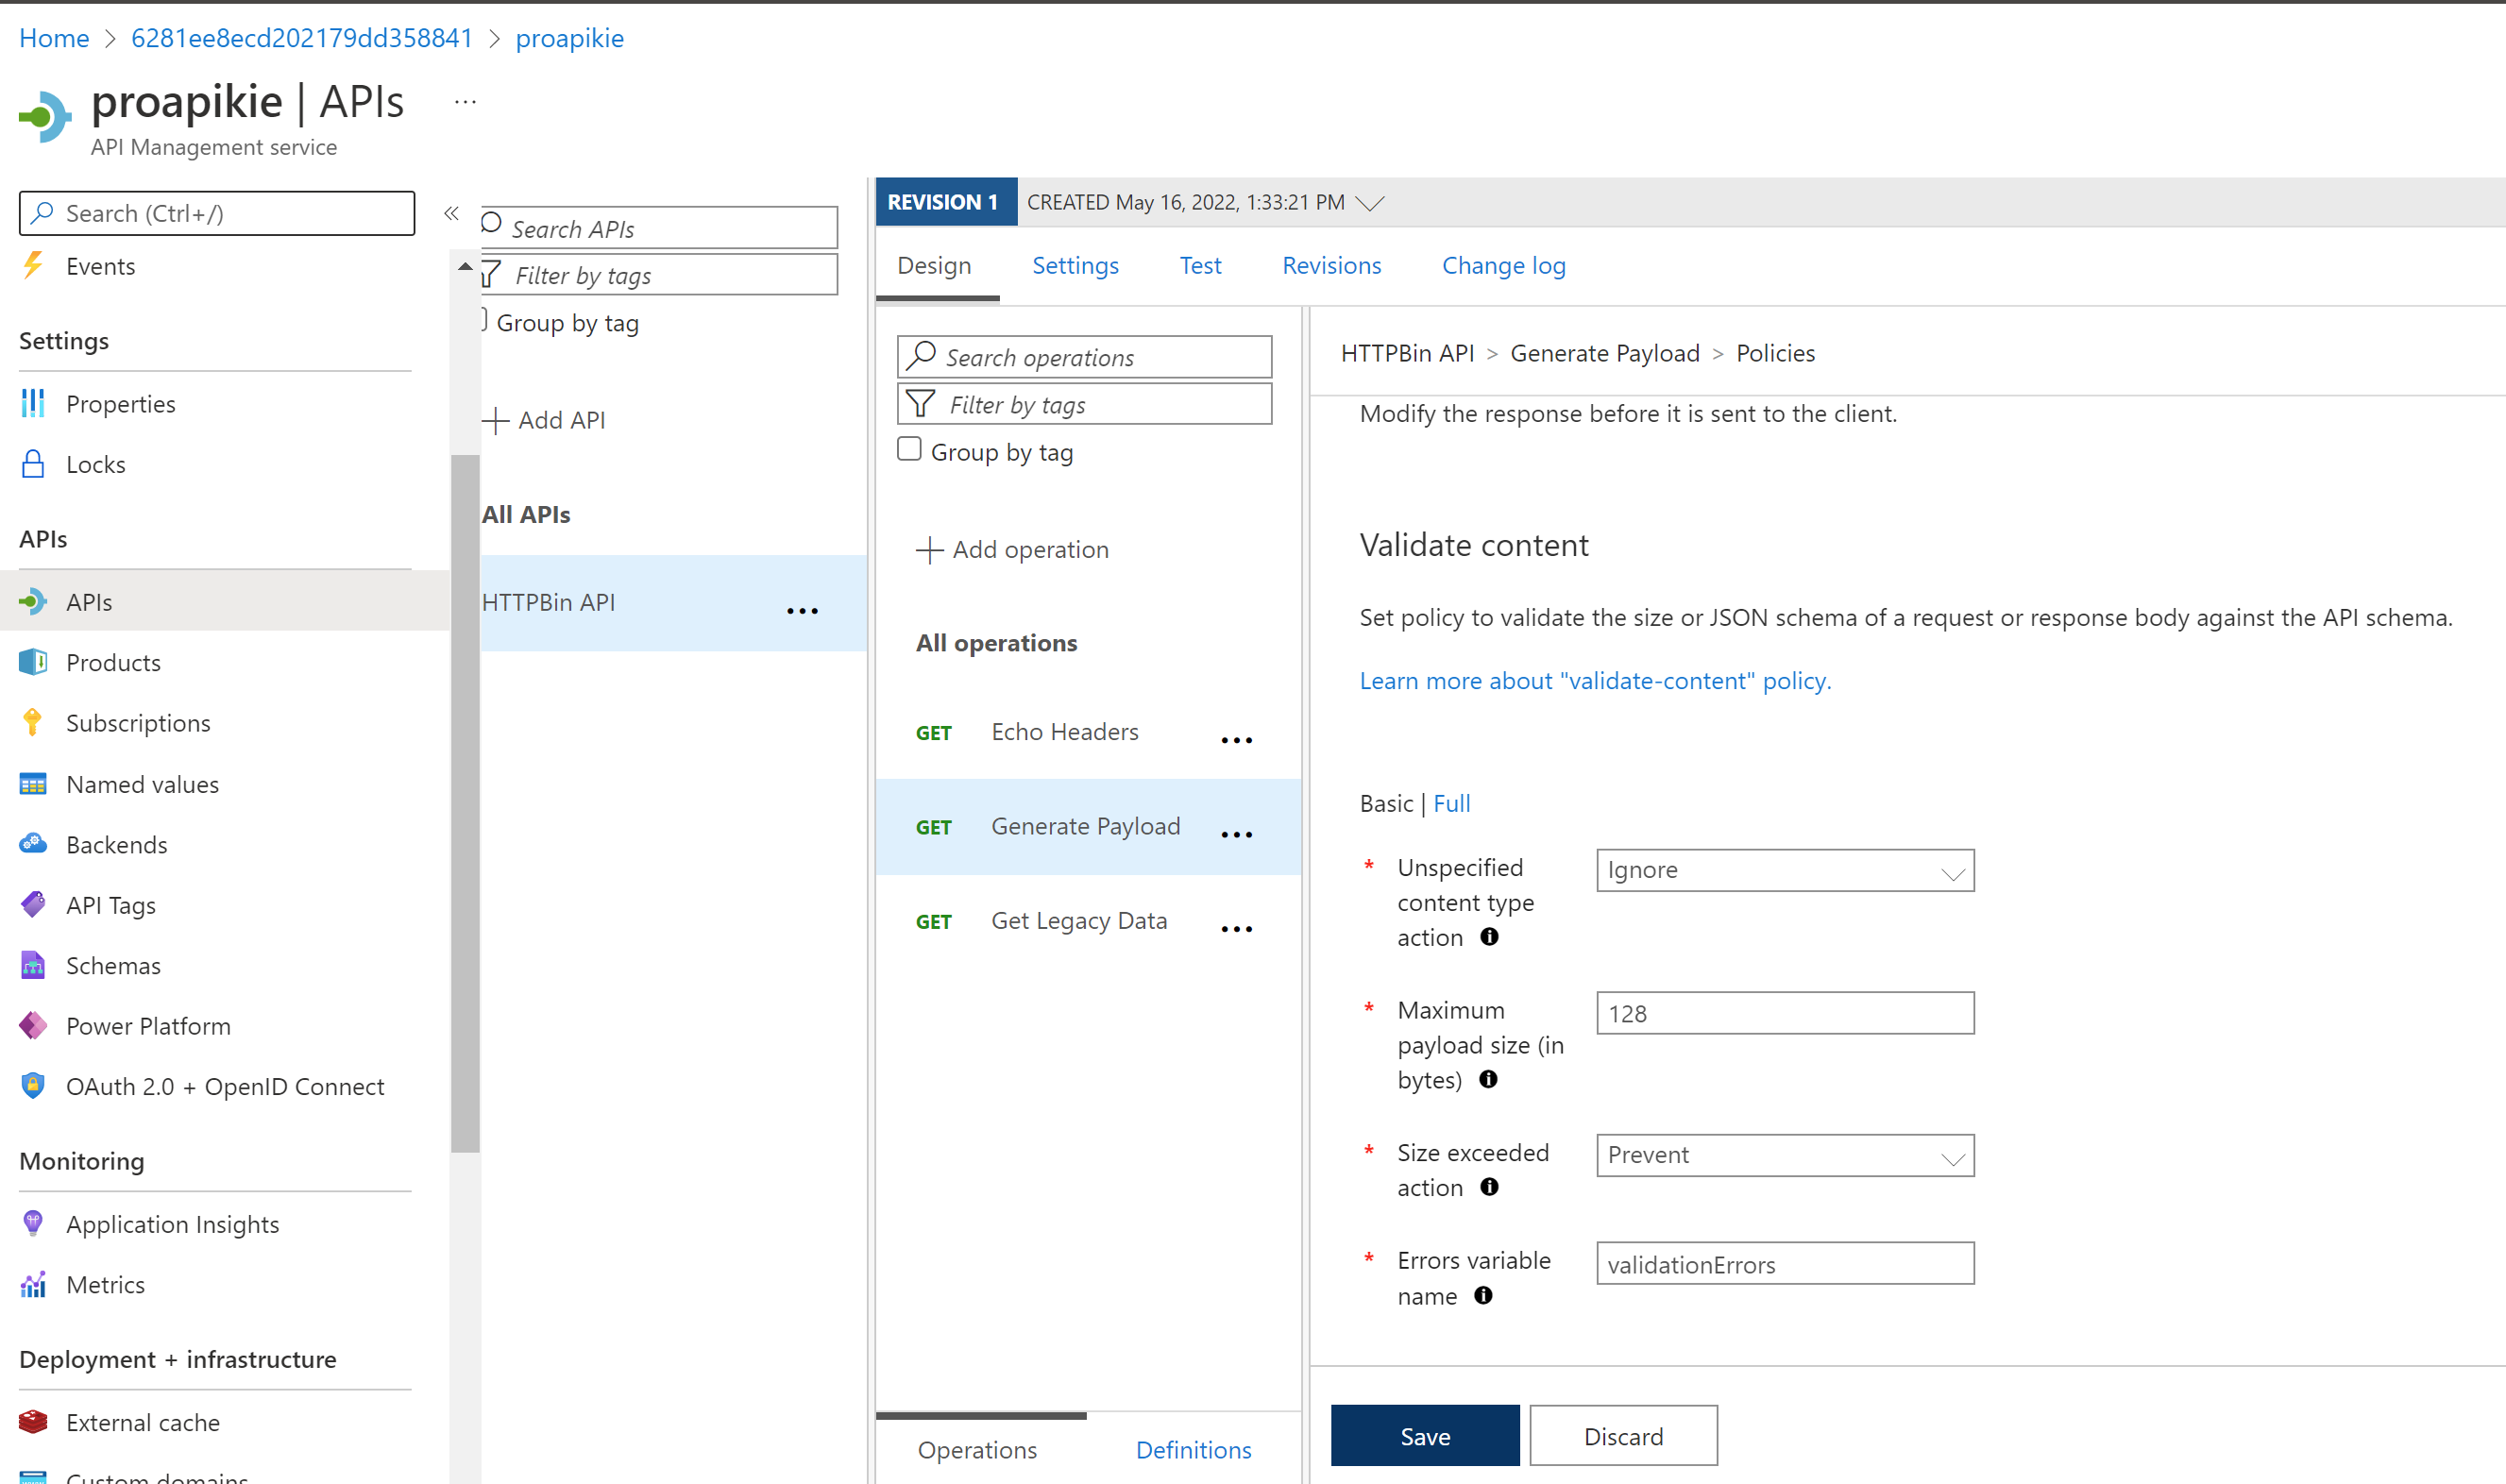 Home > 6281ee8ecd202179dd358841 > proapikie
proapikie | APIs ...
API Management service
Search (Ctrl+/)
Events
Settings
Properties
Locks
APIs
APIs
Products
Subscriptions
Named values
Backends
API Tags
Schemas
Power Platform
OAuth 2.0 + OpenID Connect
Monitoring
Application Insights
Metrics
Deployment + infrastructure
External cache
Custom domains
«
Search APIs
Filter by tags
Group by tag
Add API
All APIs
HTTPBin API ...
REVISION 1 CREATED May 16, 2022, 1:33:21 PM
Design Settings Test Revisions Change log
Search operations
Filter by tags
Group by tag
Add operation
All operations
GET Echo Headers ...
GET Generate Payload ...
GET Get Legacy Data ...
Operations Definitions
HTTPBin API > Generate Payload > Policies
Modify the response before it is sent to the client.
Validate content
Set policy to validate the size or JSON schema of a request or response body against the API schema.
Learn more about "validate-content" policy.
Basic | Full
* Unspecified
content type
action
Ignore
* Maximum
payload size (in
bytes)
128
* Size exceeded
action
Prevent
* Errors variable
name
validationErrors
Save Discard